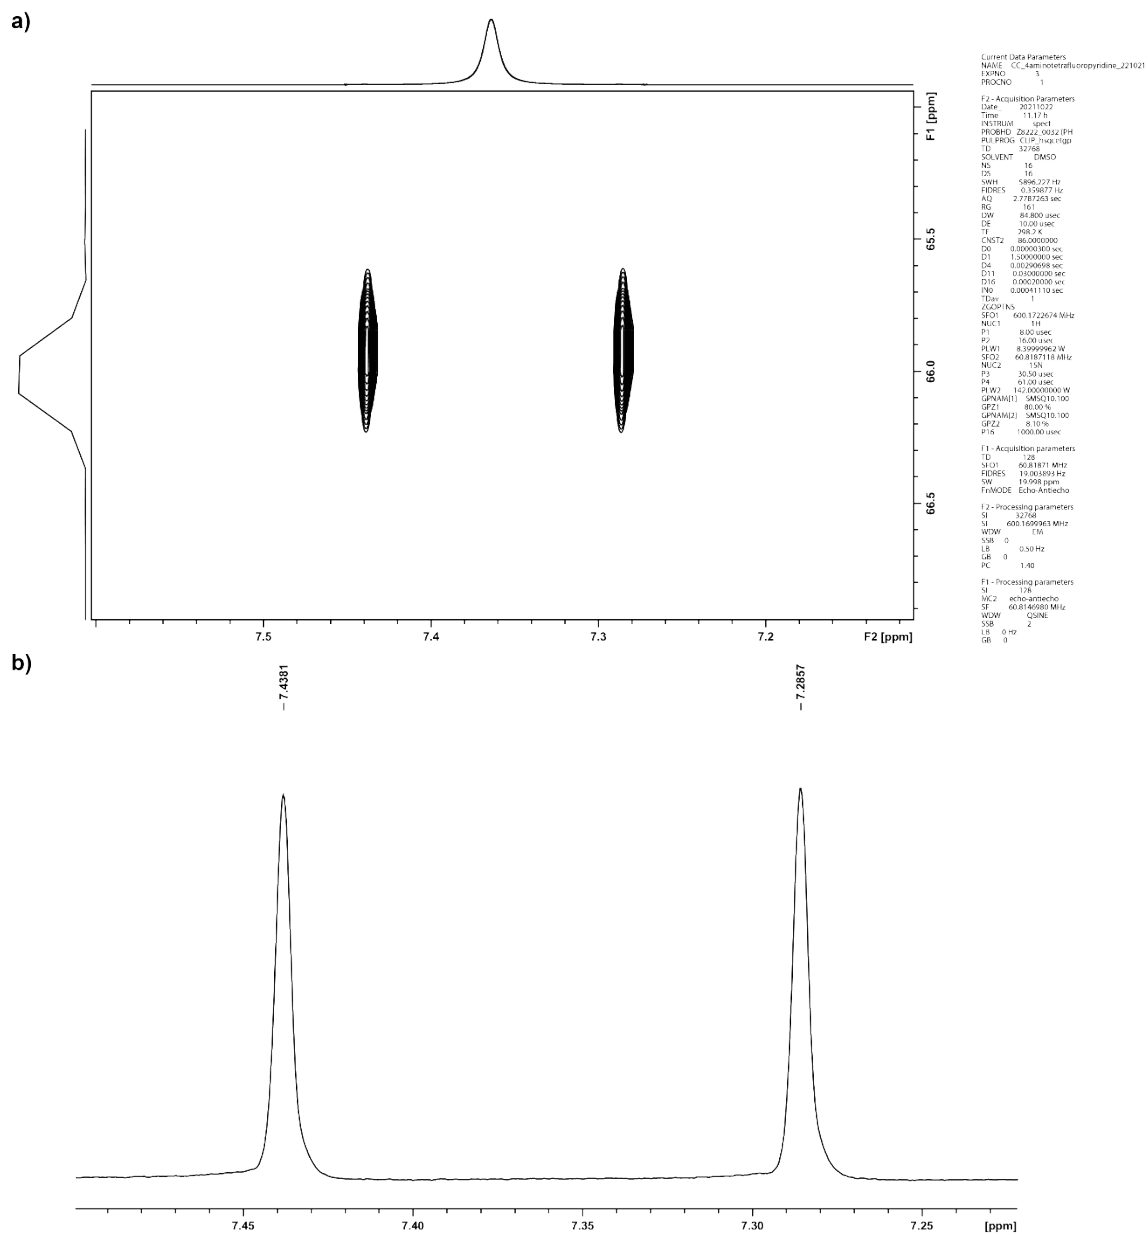 a)
F1 [ppm]
65.5
66.0
66.5
7.5
7.4
7.3
7.2
F2 [ppm]
Current Data Parameters
NAME CC_4aminotetrafluoropyridine_221021
EXPNO 3
PROCNO 1
F2 - Acquisition Parameters
Date_ 20211022
Time 11.17 h
INSTRUM spect
PROBHD Z8222_0032 (PH
PULPROG CLIP_hsqcetgp
TD 32768
SOLVENT DMSO
NS 16
DS 16
SWH 5896.227 Hz
FIDRES 0.359877 Hz
AQ 2.7787263 sec
RG 161
DW 84.800 usec
DE 10.00 usec
TE 298.2 K
CNST2 86.0000000
D0 0.00000300 sec
D1 1.50000000 sec
D4 0.00290698 sec
D11 0.03000000 sec
D16 0.00020000 sec
IN0 0.00041110 sec
TDav 1
ZGOPTNS
SFO1 600.1722674 MHz
NUC1 1H
P1 8.00 usec
P2 16.00 usec
PLW1 8.39999962 W
SFO2 60.8187118 MHz
NUC2 15N
P3 30.50 usec
P4 61.00 usec
PLW2 142.00000000 W
GPNAM[1] SMSQ10.100
GPZ1 80.00 %
GPNAM[2] SMSQ10.100
GPZ2 8.10 %
P16 1000.00 usec
F1 - Acquisition parameters
TD 128
SFO1 60.81871 MHz
FIDRES 19.003893 Hz
SW 19.998 ppm
FnMODE Echo-Antiecho
F2 - Processing parameters
SI 32768
SI 600.1699963 MHz
WDW EM
SSB 0
LB 0.50 Hz
GB 0
PC 1.40
F1 - Processing parameters
SI 128
MC2 echo-antiecho
SF 60.8146980 MHz
WDW QSINE
SSB 2
LB 0 Hz
GB 0
b)
7.4381
7.2857
7.45
7.40
7.35
7.30
7.25
[ppm]